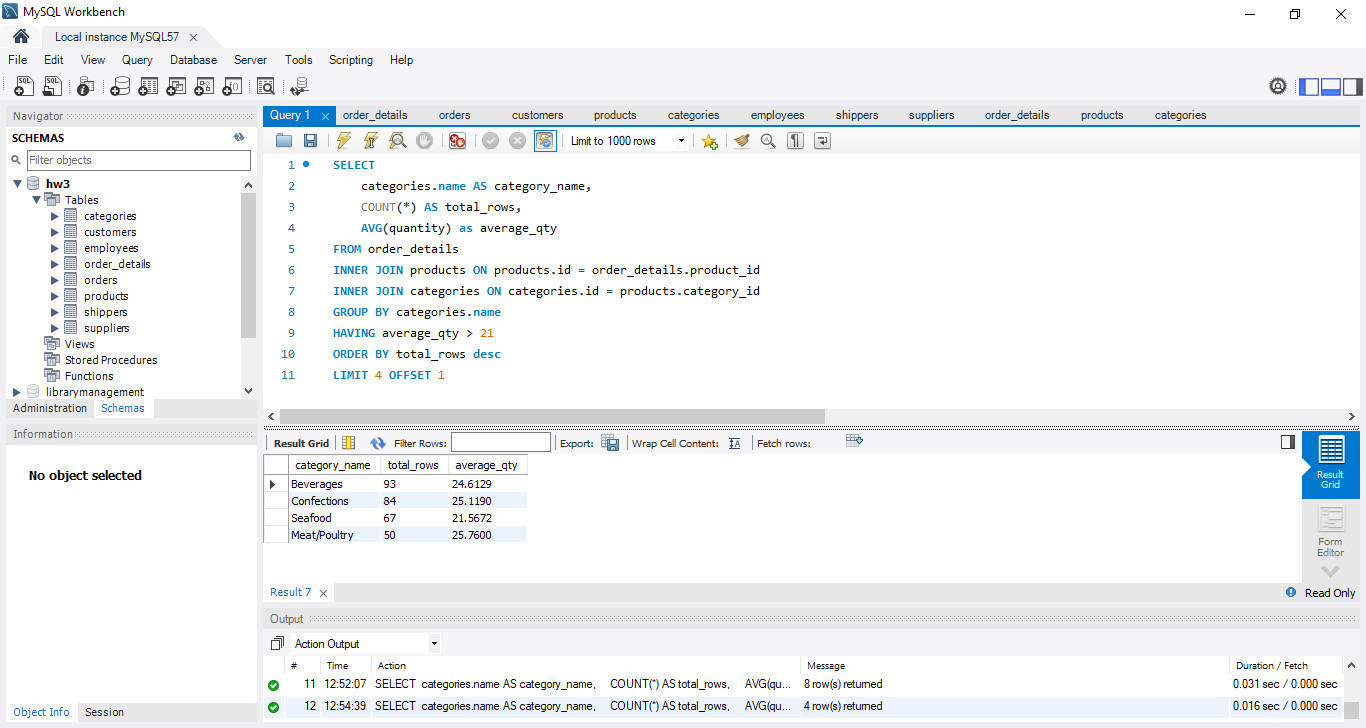 MySQL Workbench
Local instance MySQL57
File Edit View Query Database Server Tools Scripting Help
Navigator
SCHEMAS
Filter objects
hw3
Tables
categories
customers
employees
order_details
orders
products
shippers
suppliers
Views
Stored Procedures
Functions
librarymanagement
Administration Schemas
Information
No object selected
Object Info Session
Query 1 order_details orders customers products categories employees shippers suppliers order_details products categories
Limit to 1000 rows
1 SELECT
2 categories.name AS category_name,
3 COUNT(*) AS total_rows,
4 AVG(quantity) as average_qty
5 FROM order_details
6 INNER JOIN products ON products.id = order_details.product_id
7 INNER JOIN categories ON categories.id = products.category_id
8 GROUP BY categories.name
9 HAVING average_qty > 21
10 ORDER BY total_rows desc
11 LIMIT 4 OFFSET 1
Result Grid Filter Rows: Export: Wrap Cell Content: Fetch rows:
category_name total_rows average_qty
Beverages 93 24.6129
Confections 84 25.1190
Seafood 67 21.5672
Meat/Poultry 50 25.7600
Result
Grid
Form
Editor
Result 7
Read Only
Output
Action Output
# Time Action Message Duration / Fetch
11 12:52:07 SELECT categories.name AS category_name, COUNT(*) AS total_rows, AVG(qu... 8 row(s) returned 0.031 sec / 0.000 sec
12 12:54:39 SELECT categories.name AS category_name, COUNT(*) AS total_rows, AVG(qu... 4 row(s) returned 0.016 sec / 0.000 sec